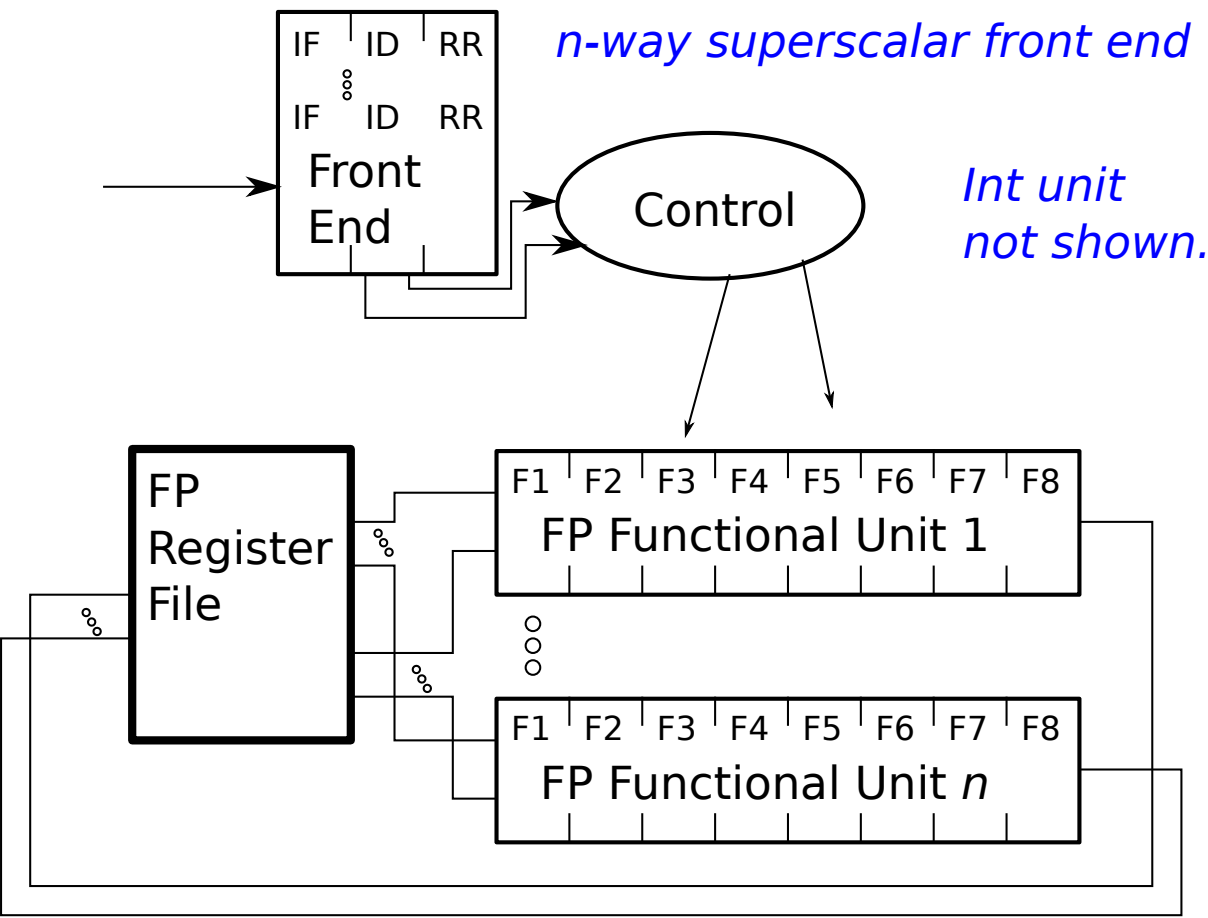 IF ID RR
n-way superscalar front end
IF ID RR
Front
End
Control
Int unit
not shown.
FP
Register
File
F1 F2 F3 F4 F5 F6 F7 F8
FP Functional Unit 1
F1 F2 F3 F4 F5 F6 F7 F8
FP Functional Unit n